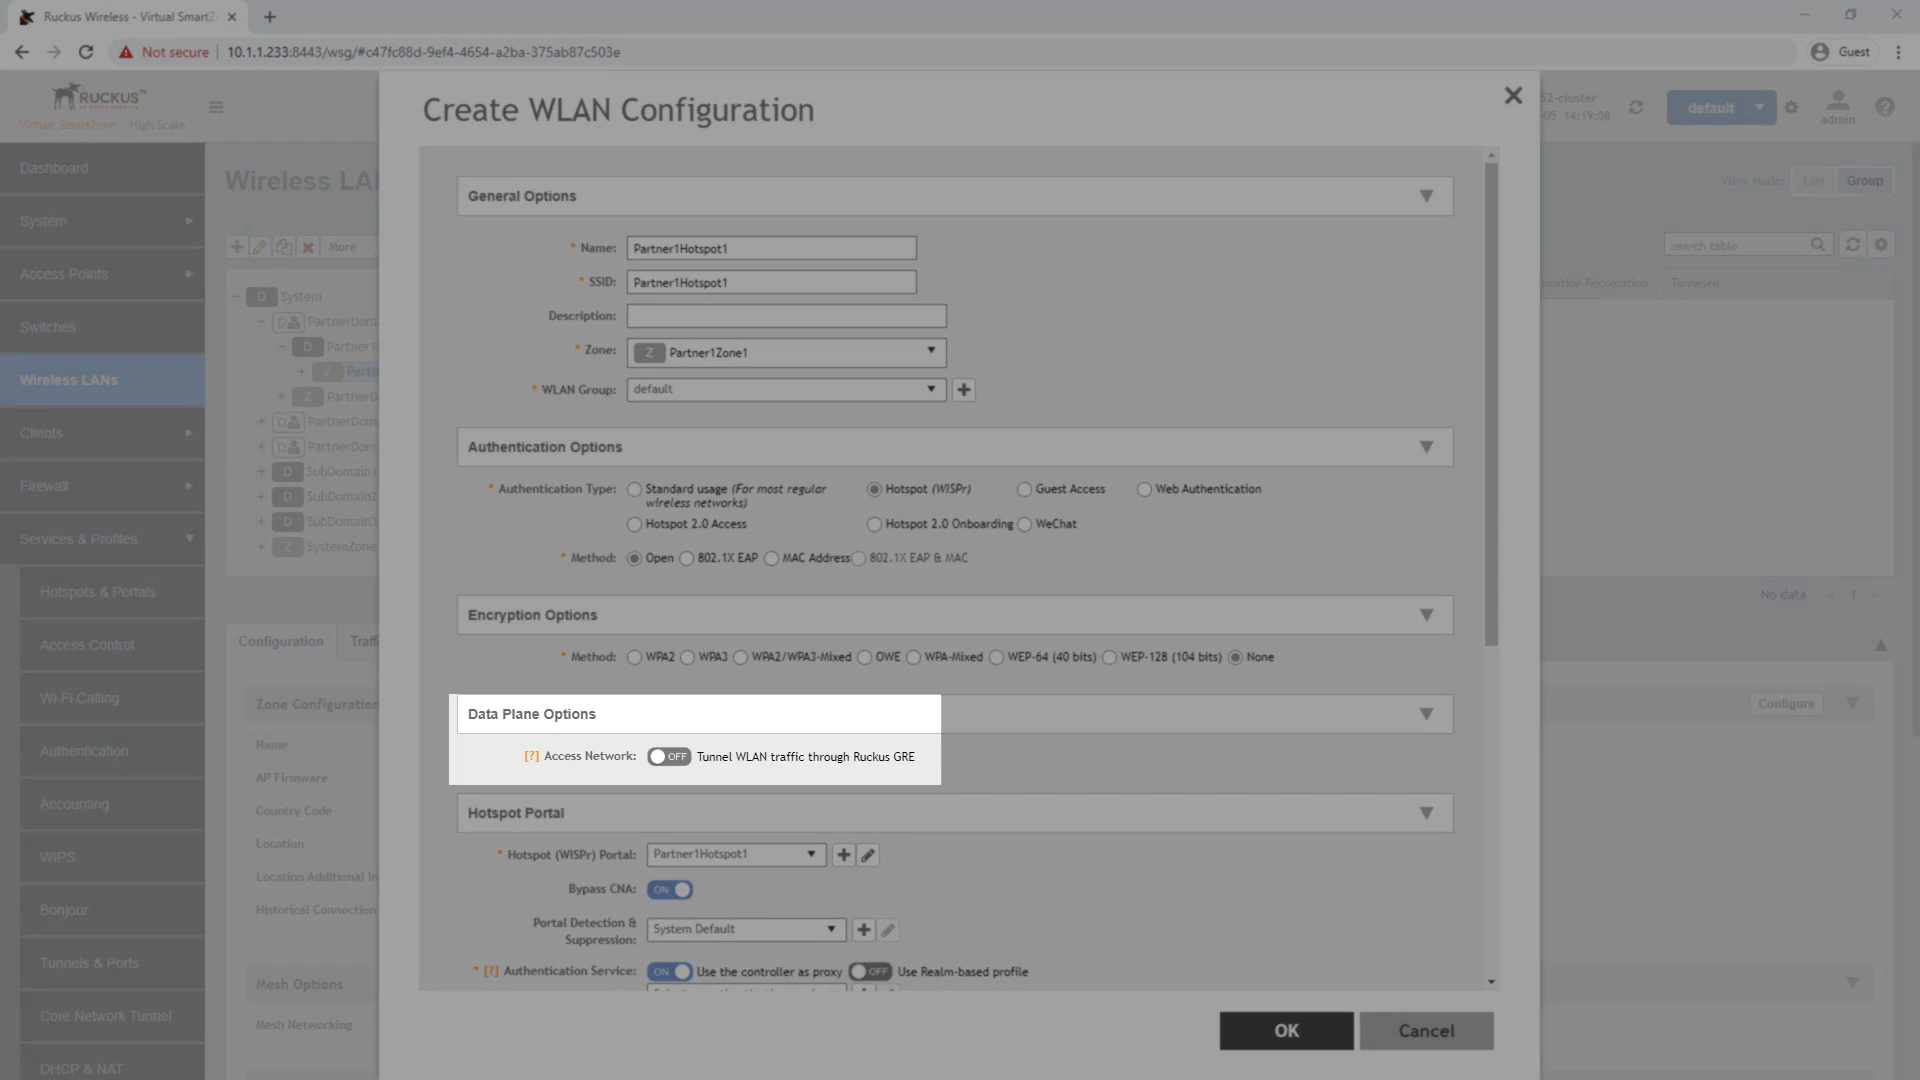 Ruckus Wireless - Virtual SmartZ
Not secure
10.1.1.233:8443/wsg/#c47fc88d-9ef4-4654-a2ba-375ab87c503e
Guest
RUCKUS™
Virtual SmartZone - High Scale
Create WLAN Configuration
52-cluster
-05 14:19:08
default
admin
Dashboard
System
Access Points
Switches
Wireless LANs
Clients
Firewall
Services & Profiles
Hotspots & Portals
Access Control
Wi-Fi Calling
Authentication
Accounting
WIPS
Bonjour
Tunnels & Ports
Core Network Tunnel
DHCP & NAT
Wireless LA
View Mode: List Group
More
search table
lication Recognition
Tunneled
D System
PartnerDom
D Partner1
Z Partn
Z PartnerD
PartnerDom
PartnerDom
D SubDomain1
D SubDomain2
D SubDomain3
Z SystemZone
No data
1
Configuration
Traffi
Configure
Zone Configuration
Name
AP Firmware
Country Code
Location
Location Additional In
Historical Connection
Mesh Options
Mesh Networking
General Options
* Name: Partner1Hotspot1
* SSID: Partner1Hotspot1
Description:
* Zone: Z Partner1Zone1
* WLAN Group: default
Authentication Options
* Authentication Type: Standard usage (For most regular wireless networks) Hotspot (WISPr) Guest Access Web Authentication
Hotspot 2.0 Access Hotspot 2.0 Onboarding WeChat
* Method: Open 802.1X EAP MAC Address 802.1X EAP & MAC
Encryption Options
* Method: WPA2 WPA3 WPA2/WPA3-Mixed OWE WPA-Mixed WEP-64 (40 bits) WEP-128 (104 bits) None
Data Plane Options
[?] Access Network: OFF Tunnel WLAN traffic through Ruckus GRE
Hotspot Portal
* Hotspot (WISPr) Portal: Partner1Hotspot1
Bypass CNA: ON
Portal Detection & Suppression: System Default
* [?] Authentication Service: ON Use the controller as proxy OFF Use Realm-based profile
OK
Cancel